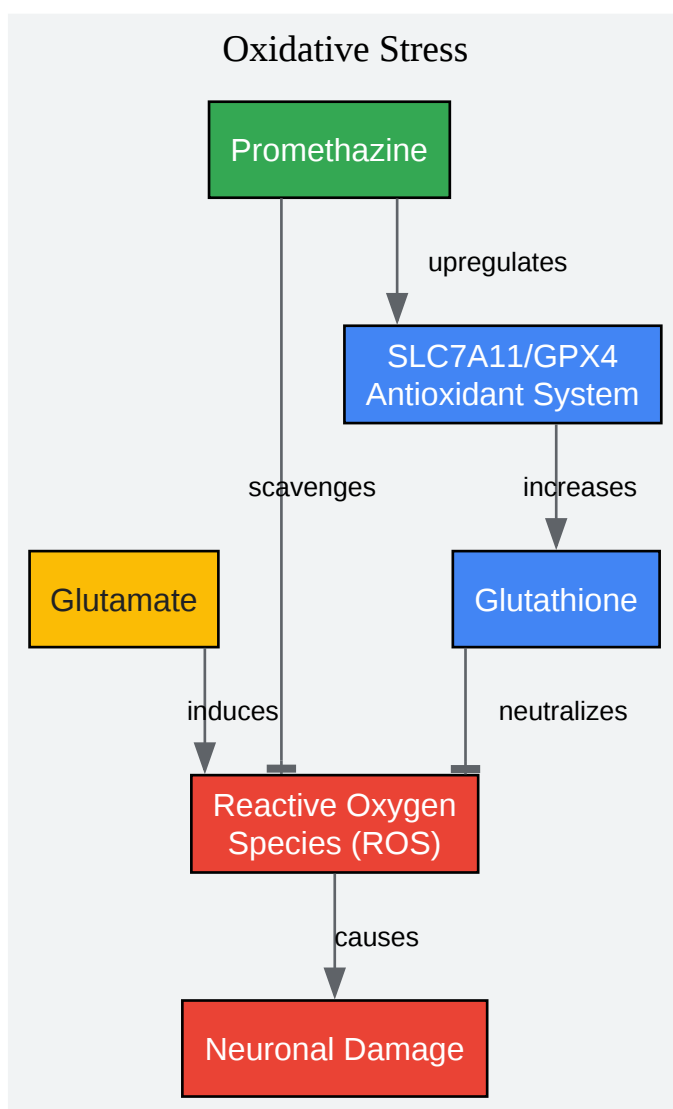 Oxidative Stress
Promethazine
upregulates
SLC7A11/GPX4
Antioxidant System
scavenges
increases
Glutamate
Glutathione
induces
neutralizes
Reactive Oxygen
Species (ROS)
causes
Neuronal Damage